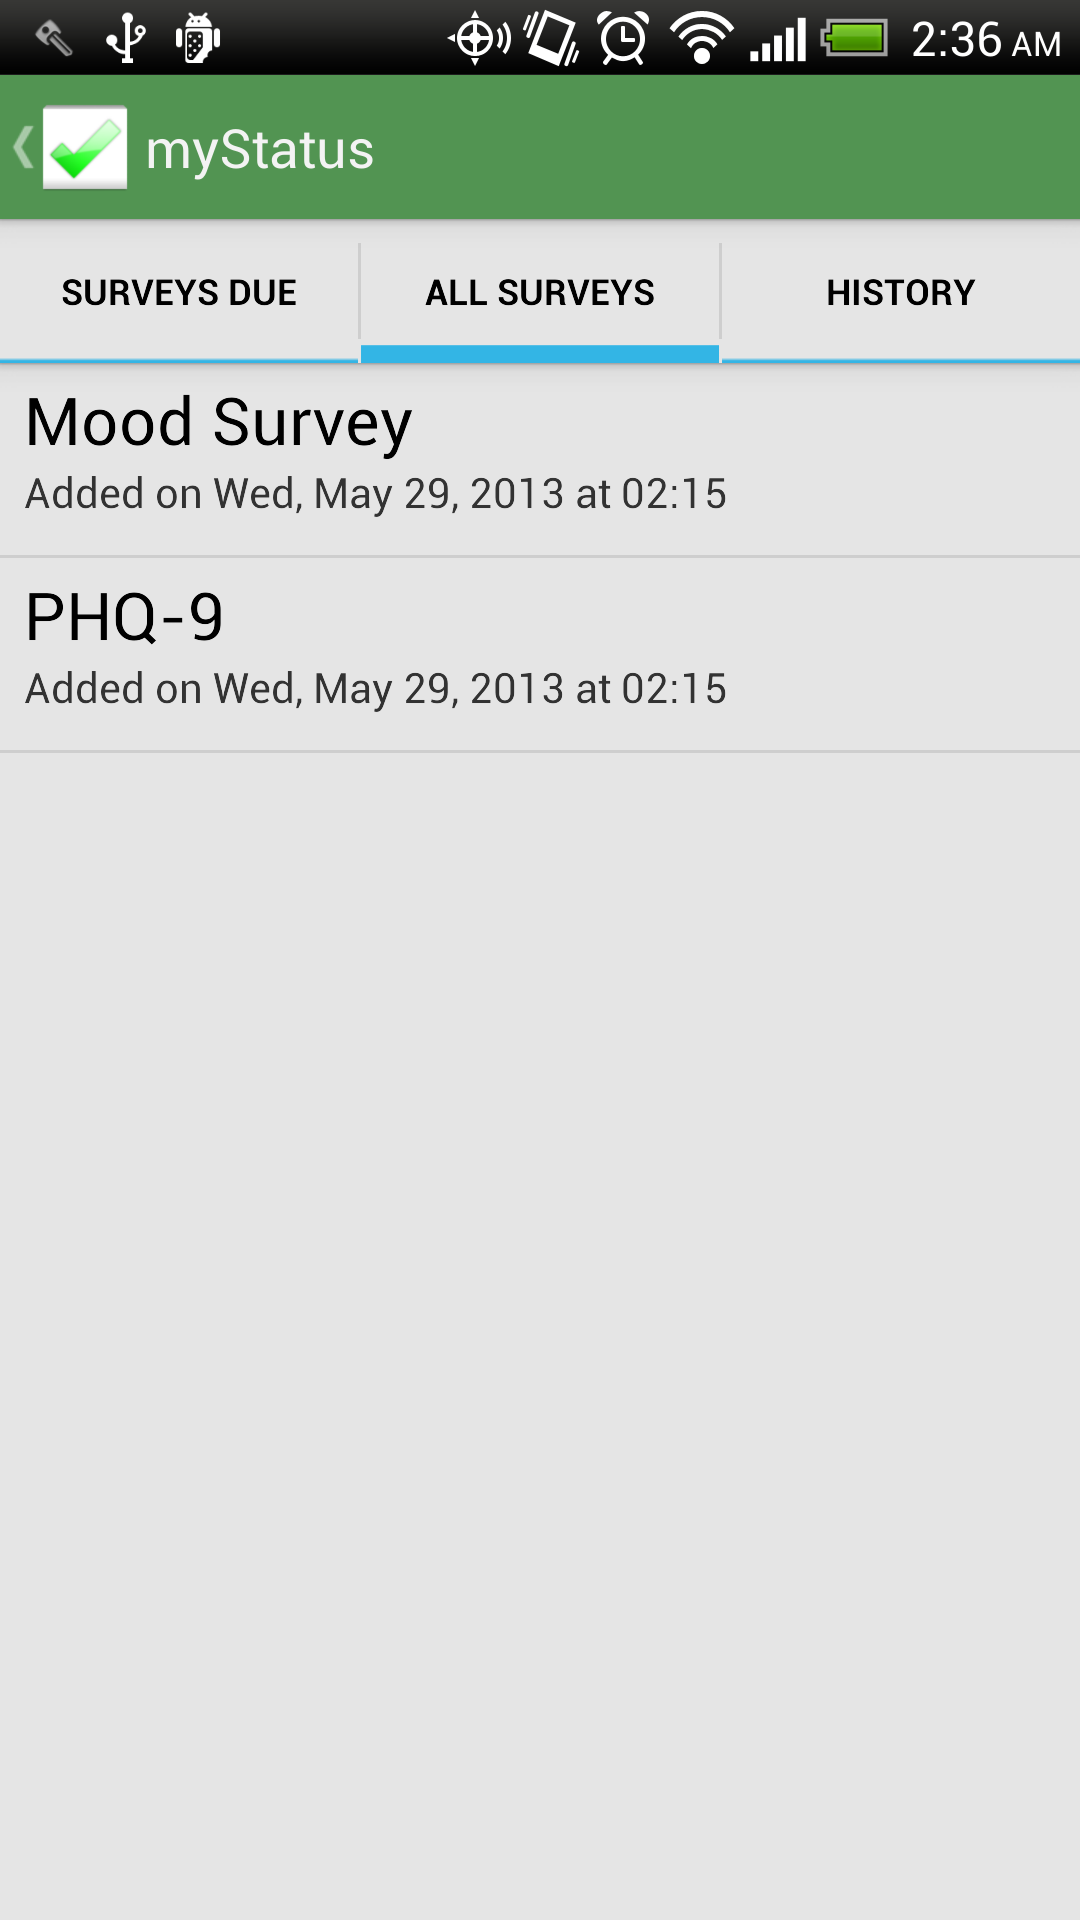 2:36 AM
myStatus
SURVEYS DUE ALL SURVEYS HISTORY
Mood Survey
Added on Wed, May 29, 2013 at 02:15
PHQ-9
Added on Wed, May 29, 2013 at 02:15